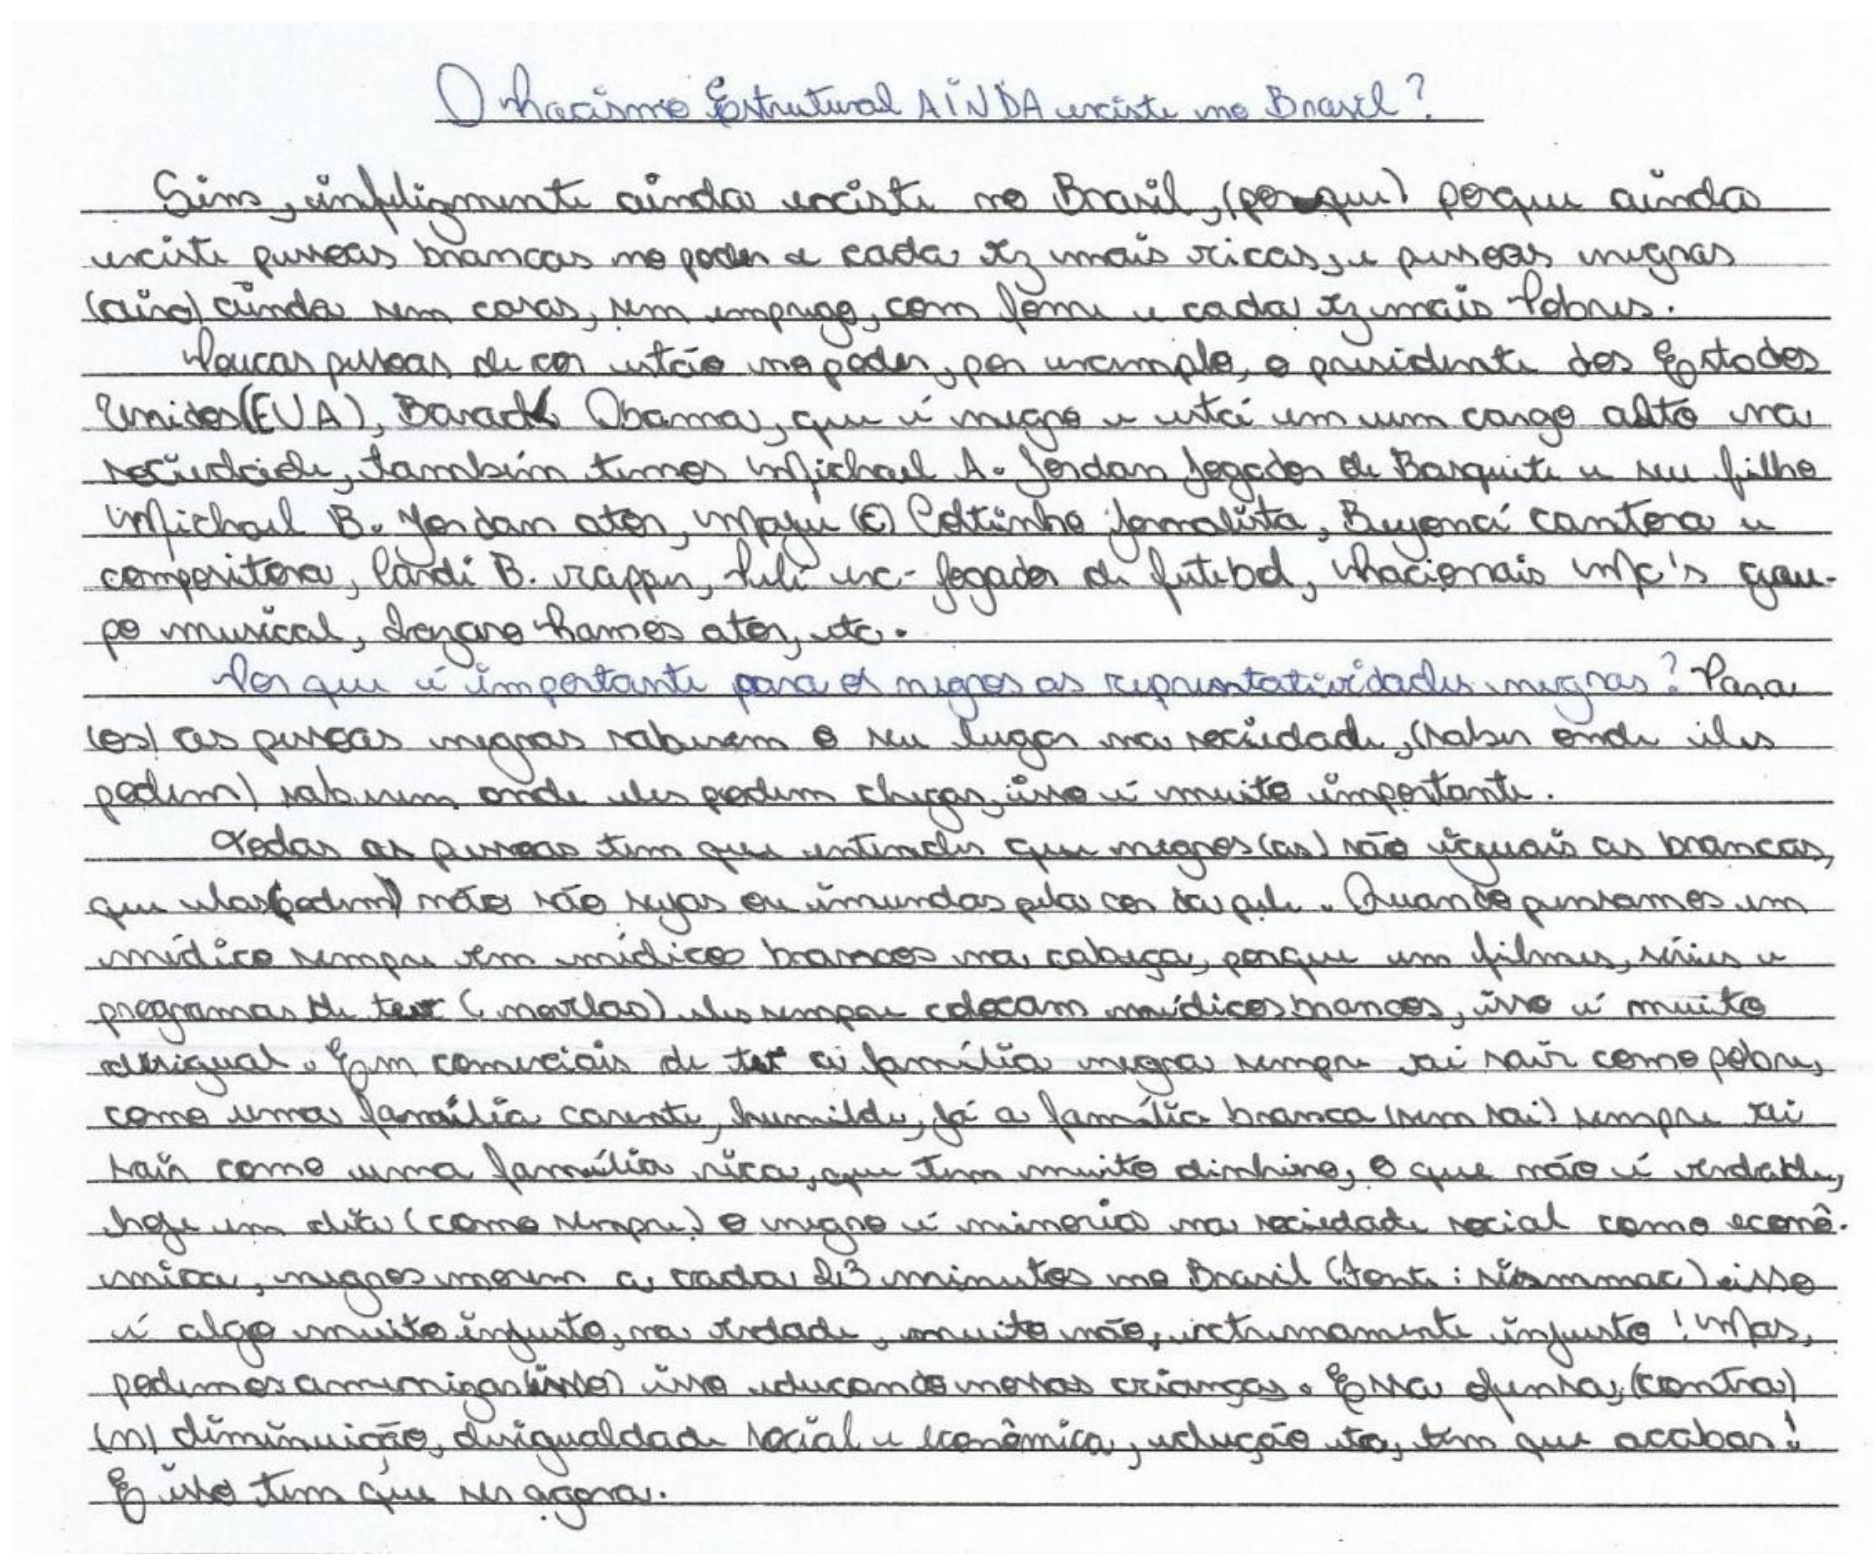 O Racismo Estrutural AINDA existe no Brasil?
Sim, infelizmente ainda existe no Brasil, (porque) porque ainda
existe pessoas brancas no poder e cada vez mais ricas, e pessoas negras
(aina) ainda sem casas, sem emprego, com fome e cada vez mais Pobres.
Poucas pessoas de cor estão no poder, por exemplo, o presidente dos Estados
Unidos(EUA), Barack Obama, que é negro e está em um cargo alto na
sociedade, também temos Michael A. Jordan Jogador de Basquite e seu filho
Michael B. Jordan ator, Maju (C) Coltinho Jornalista, Beyoncé cantora e
compositora, Cardi B. rapper, Pelé ex-jogador de futebol, Racionais Mc's gru-
po musical, Lazaro Ramos ator, etc.
Por que é importante para os negros as representatividades negras? Para
(os) as pessoas negras saberem o seu lugar na sociedade, (saber onde eles
podem) saberem onde eles podem chegar, isso é muito importante.
Todas as pessoas tem que entender que negros(as) são iguais as brancas,
que elas(podem) não são sujas ou imundas pela cor da pele. Quando pensamos em
médico sempre vem médicos brancos na cabeça, porque em filmes, séries e
programas de tv (novelas) eles sempre colocam médicos brancos, isso é muito
desigual. Em comerciais de tv a família negra sempre vai sair como pobre,
como uma família carente, humilde, já a família branca (sem sai) sempre vai
sair como uma família rica, que tem muito dinheiro, o que não é verdade,
hoje em dia (como sempre) o negro é minoria na sociedade social como econô-
mica, negros morem a cada 23 minutos no Brasil (Fonte: sismmac) isso
é algo muito injusto, na verdade, muito não, extremamente injusto! Mas,
podemos amenizar(isso) isso educando nossas crianças. Essa ofensa, (contra)
(n) diminuição, desigualdade social e econômica, edução etc, tem que acabar!
E isso tem que ser agora.